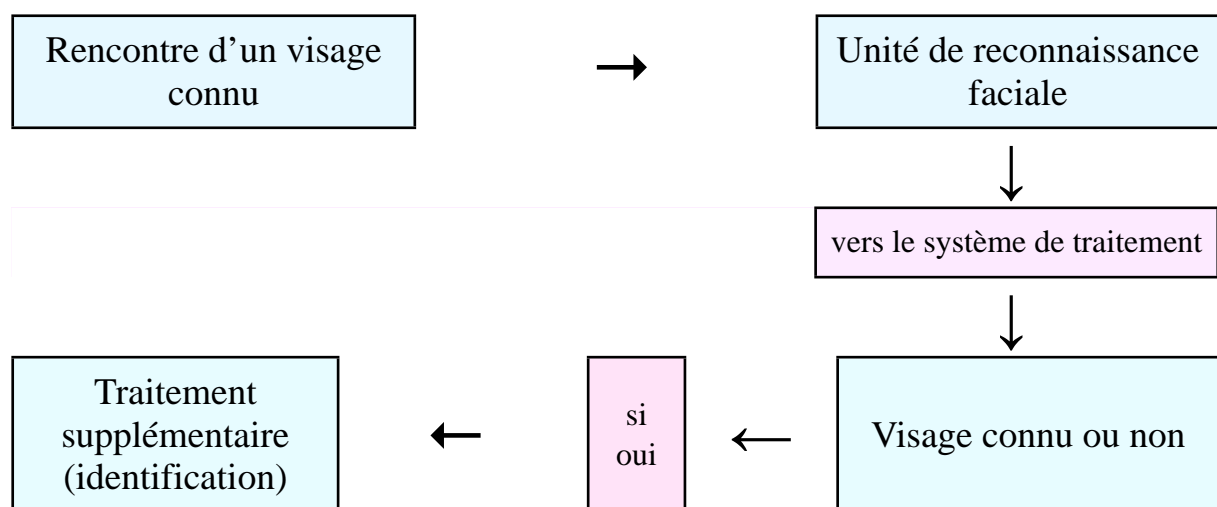 Rencontre d’un visage
connu
→
Unité de reconnaissance
faciale
↓
vers le système de traitement
↓
Visage connu ou non
←
si
oui
←
Traitement
supplémentaire
(identification)